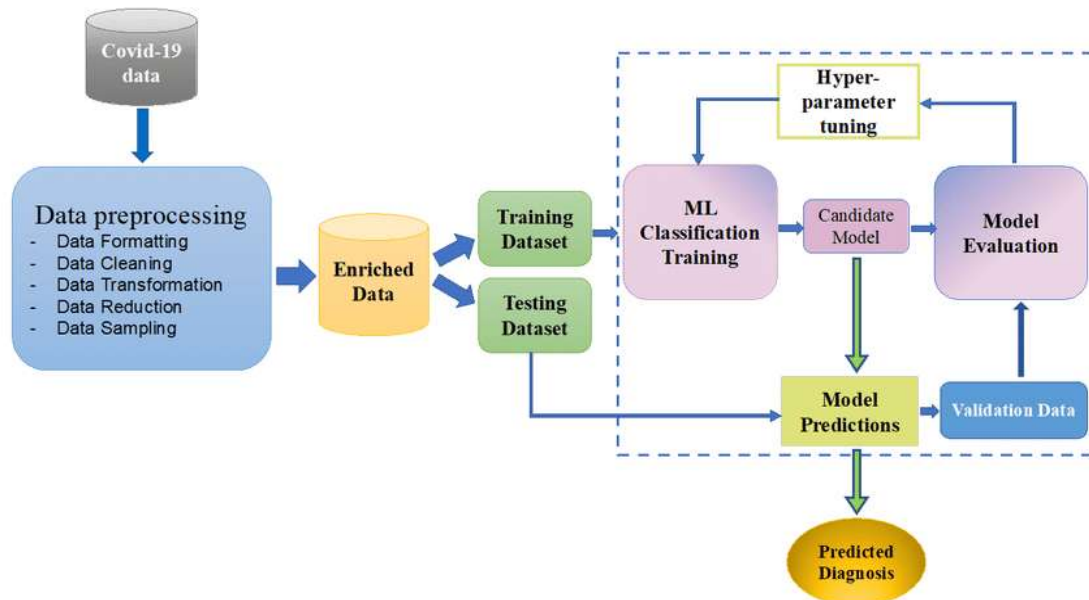 Covid-19
data
Data preprocessing
- Data Formatting
- Data Cleaning
- Data Transformation
- Data Reduction
- Data Sampling
Enriched
Data
Training
Dataset
Testing
Dataset
Hyper-
parameter
tuning
ML
Classification
Training
Candidate
Model
Model
Evaluation
Model
Predictions
Validation Data
Predicted
Diagnosis